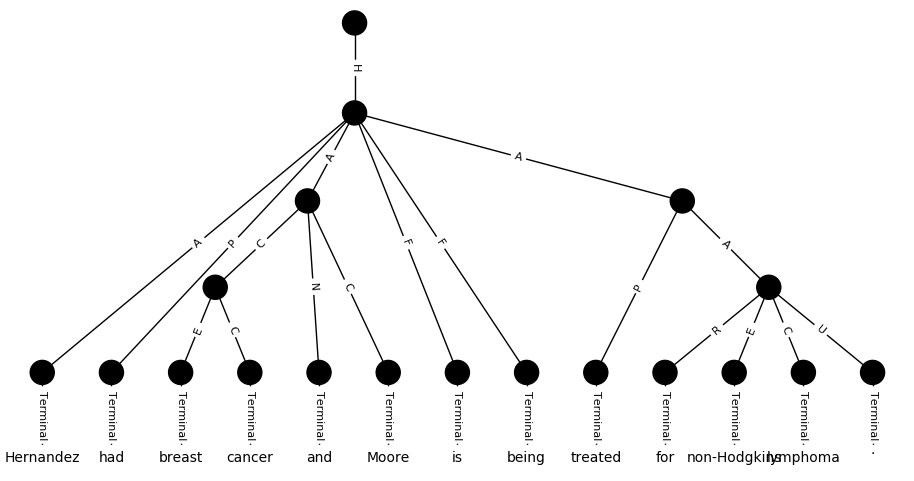 H
A
A
A
P
C
F
F
A
N
C
P
E
C
R
E
C
U
Terminal Terminal Terminal Terminal Terminal Terminal Terminal Terminal Terminal Terminal Terminal Terminal Terminal
Hernandez had breast cancer and Moore is being treated for non-Hodgkins lymphoma .